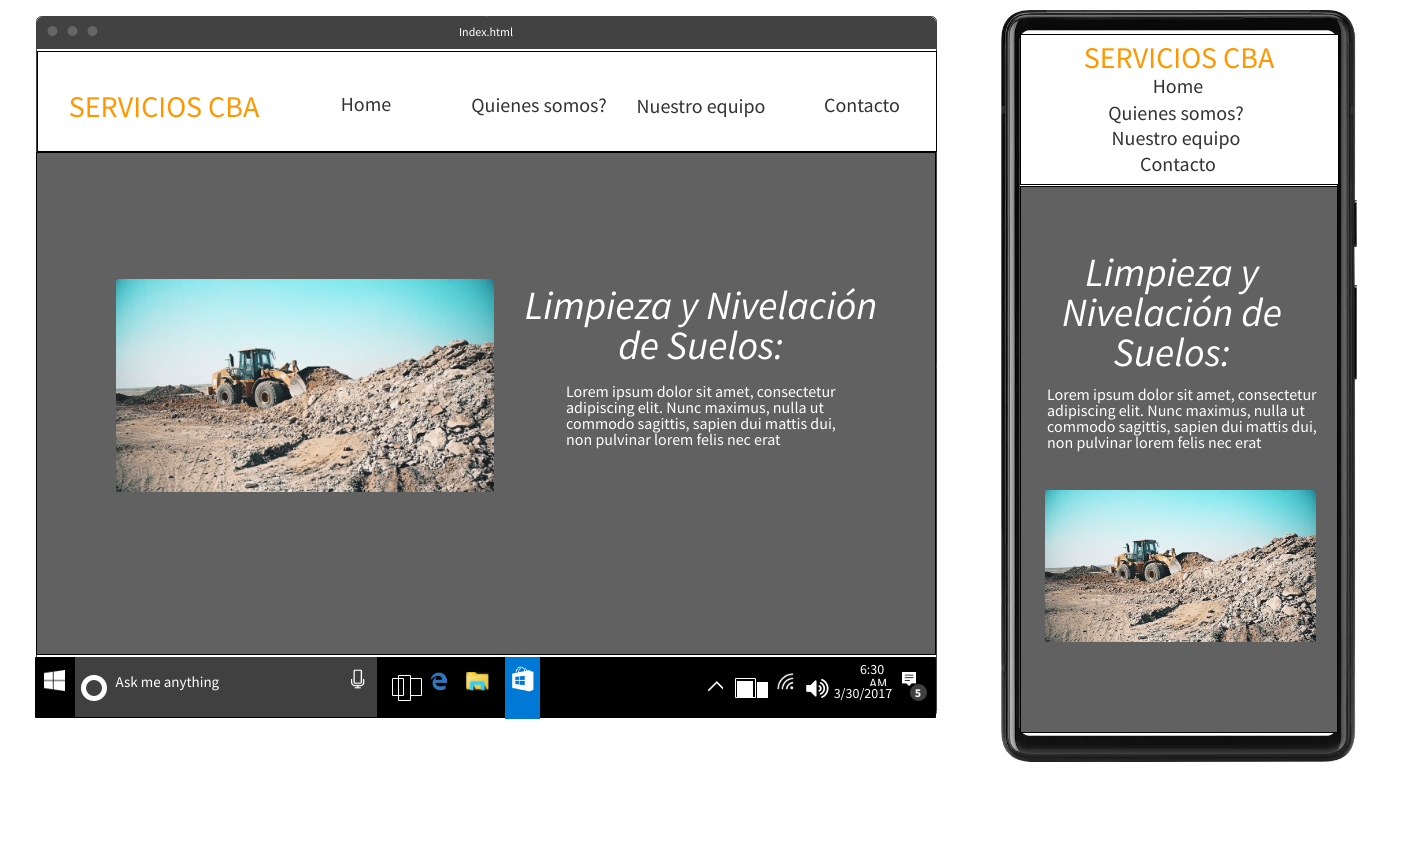 Index.html
SERVICIOS CBA
Home
Quienes somos?
Nuestro equipo
Contacto
Limpieza y Nivelación
de Suelos:
Lorem ipsum dolor sit amet, consectetur
adipiscing elit. Nunc maximus, nulla ut
commodo sagittis, sapien dui mattis dui,
non pulvinar lorem felis nec erat
Ask me anything
6:30
AM
3/30/2017
5
SERVICIOS CBA
Home
Quienes somos?
Nuestro equipo
Contacto
Limpieza y
Nivelación de
Suelos:
Lorem ipsum dolor sit amet, consectetur
adipiscing elit. Nunc maximus, nulla ut
commodo sagittis, sapien dui mattis dui,
non pulvinar lorem felis nec erat